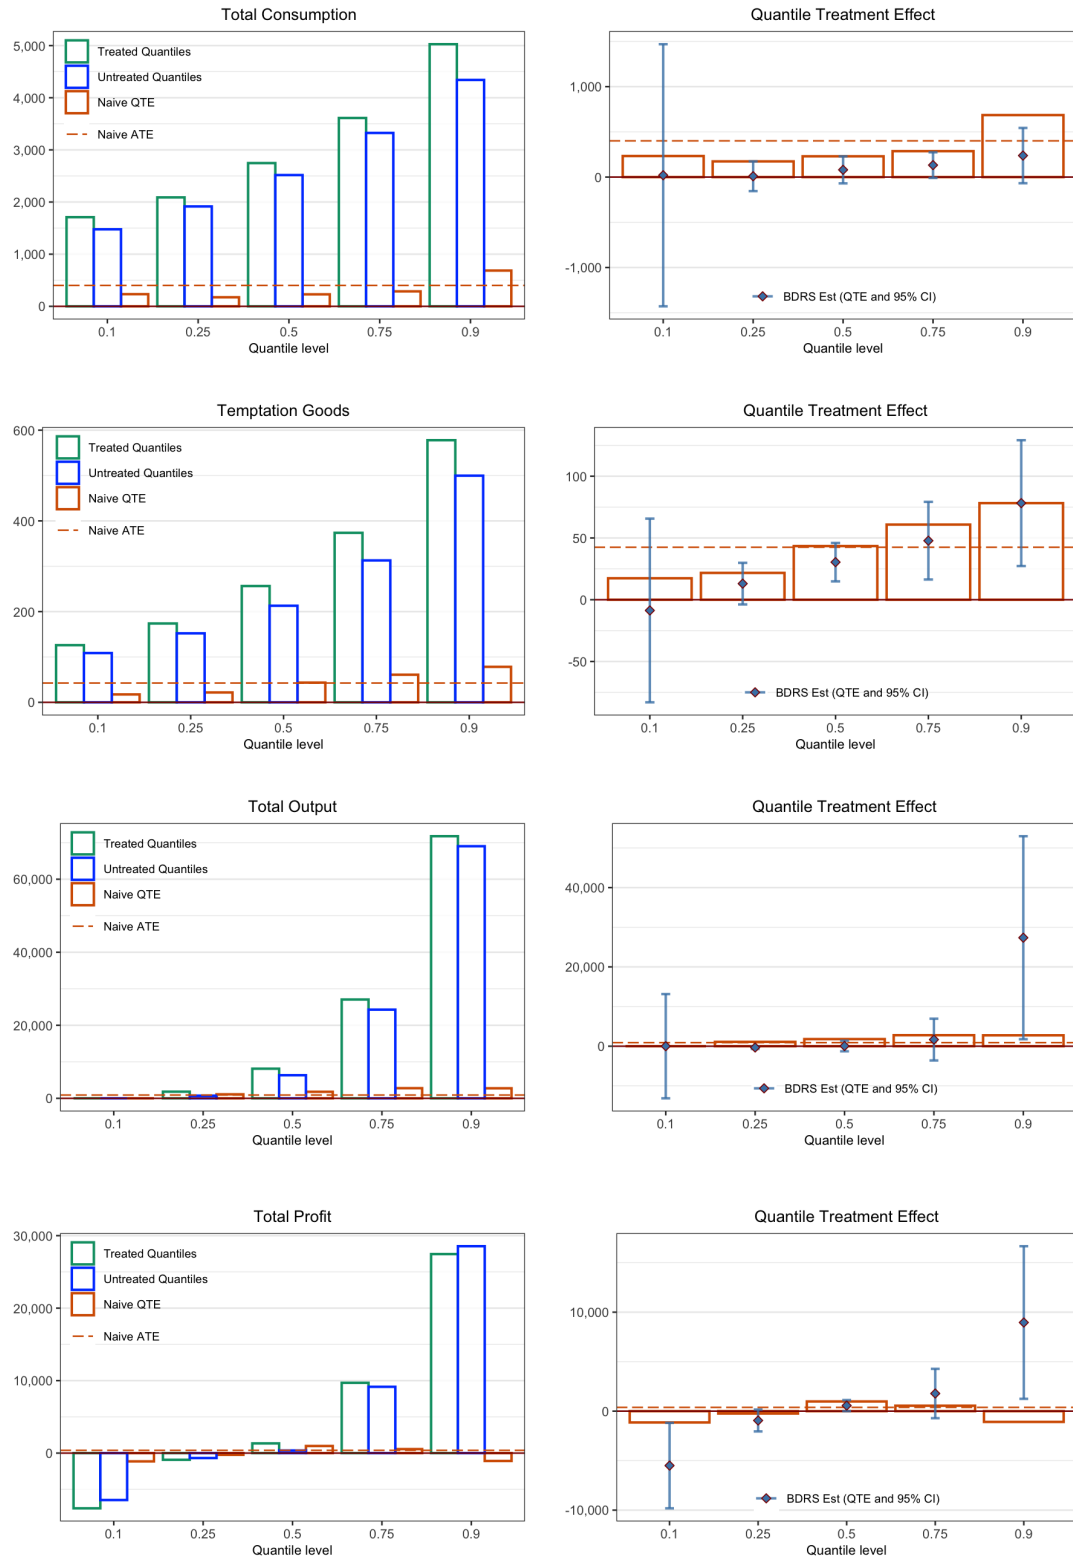 Total Consumption
5,000
4,000
3,000
2,000
1,000
0
Treated Quantiles
Untreated Quantiles
Naive QTE
Naive ATE
0.1 0.25 0.5 0.75 0.9
Quantile level
Quantile Treatment Effect
1,000
0
-1,000
BDRS Est (QTE and 95% CI)
0.1 0.25 0.5 0.75 0.9
Quantile level
Temptation Goods
600
400
200
0
Treated Quantiles
Untreated Quantiles
Naive QTE
Naive ATE
0.1 0.25 0.5 0.75 0.9
Quantile level
Quantile Treatment Effect
100
50
0
-50
BDRS Est (QTE and 95% CI)
0.1 0.25 0.5 0.75 0.9
Quantile level
Total Output
60,000
40,000
20,000
0
Treated Quantiles
Untreated Quantiles
Naive QTE
Naive ATE
0.1 0.25 0.5 0.75 0.9
Quantile level
Quantile Treatment Effect
40,000
20,000
0
BDRS Est (QTE and 95% CI)
0.1 0.25 0.5 0.75 0.9
Quantile level
Total Profit
30,000
20,000
10,000
0
Treated Quantiles
Untreated Quantiles
Naive QTE
Naive ATE
0.1 0.25 0.5 0.75 0.9
Quantile level
Quantile Treatment Effect
10,000
0
-10,000
BDRS Est (QTE and 95% CI)
0.1 0.25 0.5 0.75 0.9
Quantile level